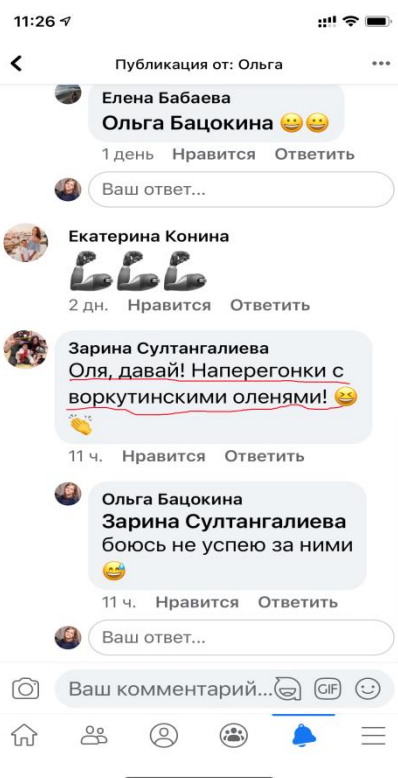 11:26
Публикация от: Ольга
Елена Бабаева
Ольга Бацокина 😀😀
1 день Нравится Ответить
Ваш ответ...
Екатерина Конина
🦾🦾🦾
2 дн. Нравится Ответить
Зарина Султангалиева
Оля, давай! Наперегонки с
воркутинскими оленями! 😆
👏
11 ч. Нравится Ответить
Ольга Бацокина
Зарина Султангалиева
боюсь не успею за ними
😅
11 ч. Нравится Ответить
Ваш ответ...
Ваш комментарий...
GIF